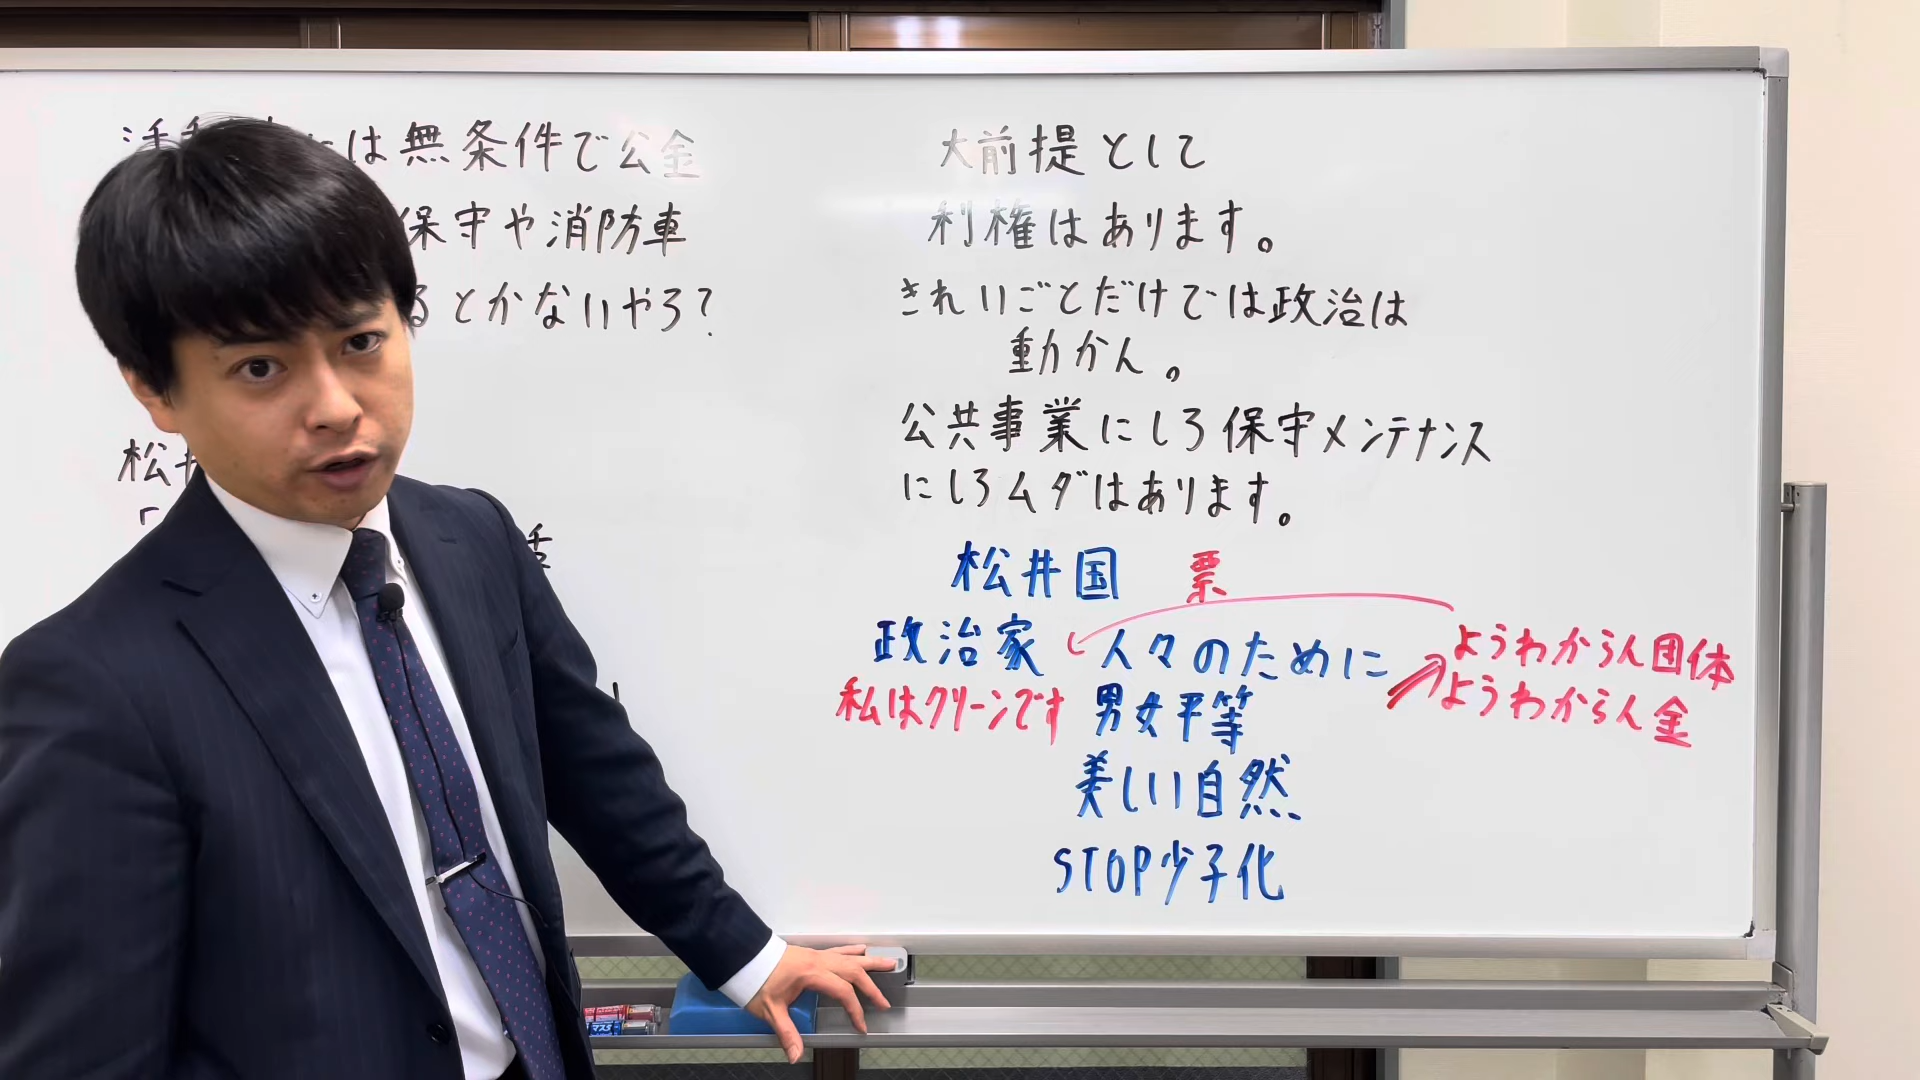 は無条件で公金
保守や消防車
るとかないやろ?
松井
「
大前提として
利権はあります。
きれいごとだけでは政治は
動かん。
公共事業にしろ保守メンテナンス
にしろムダはあります。
松井国 票
政治家 人々のために ようわからん団体
私はクリーンです 男女平等 ようわからん金
美しい自然
STOP少子化